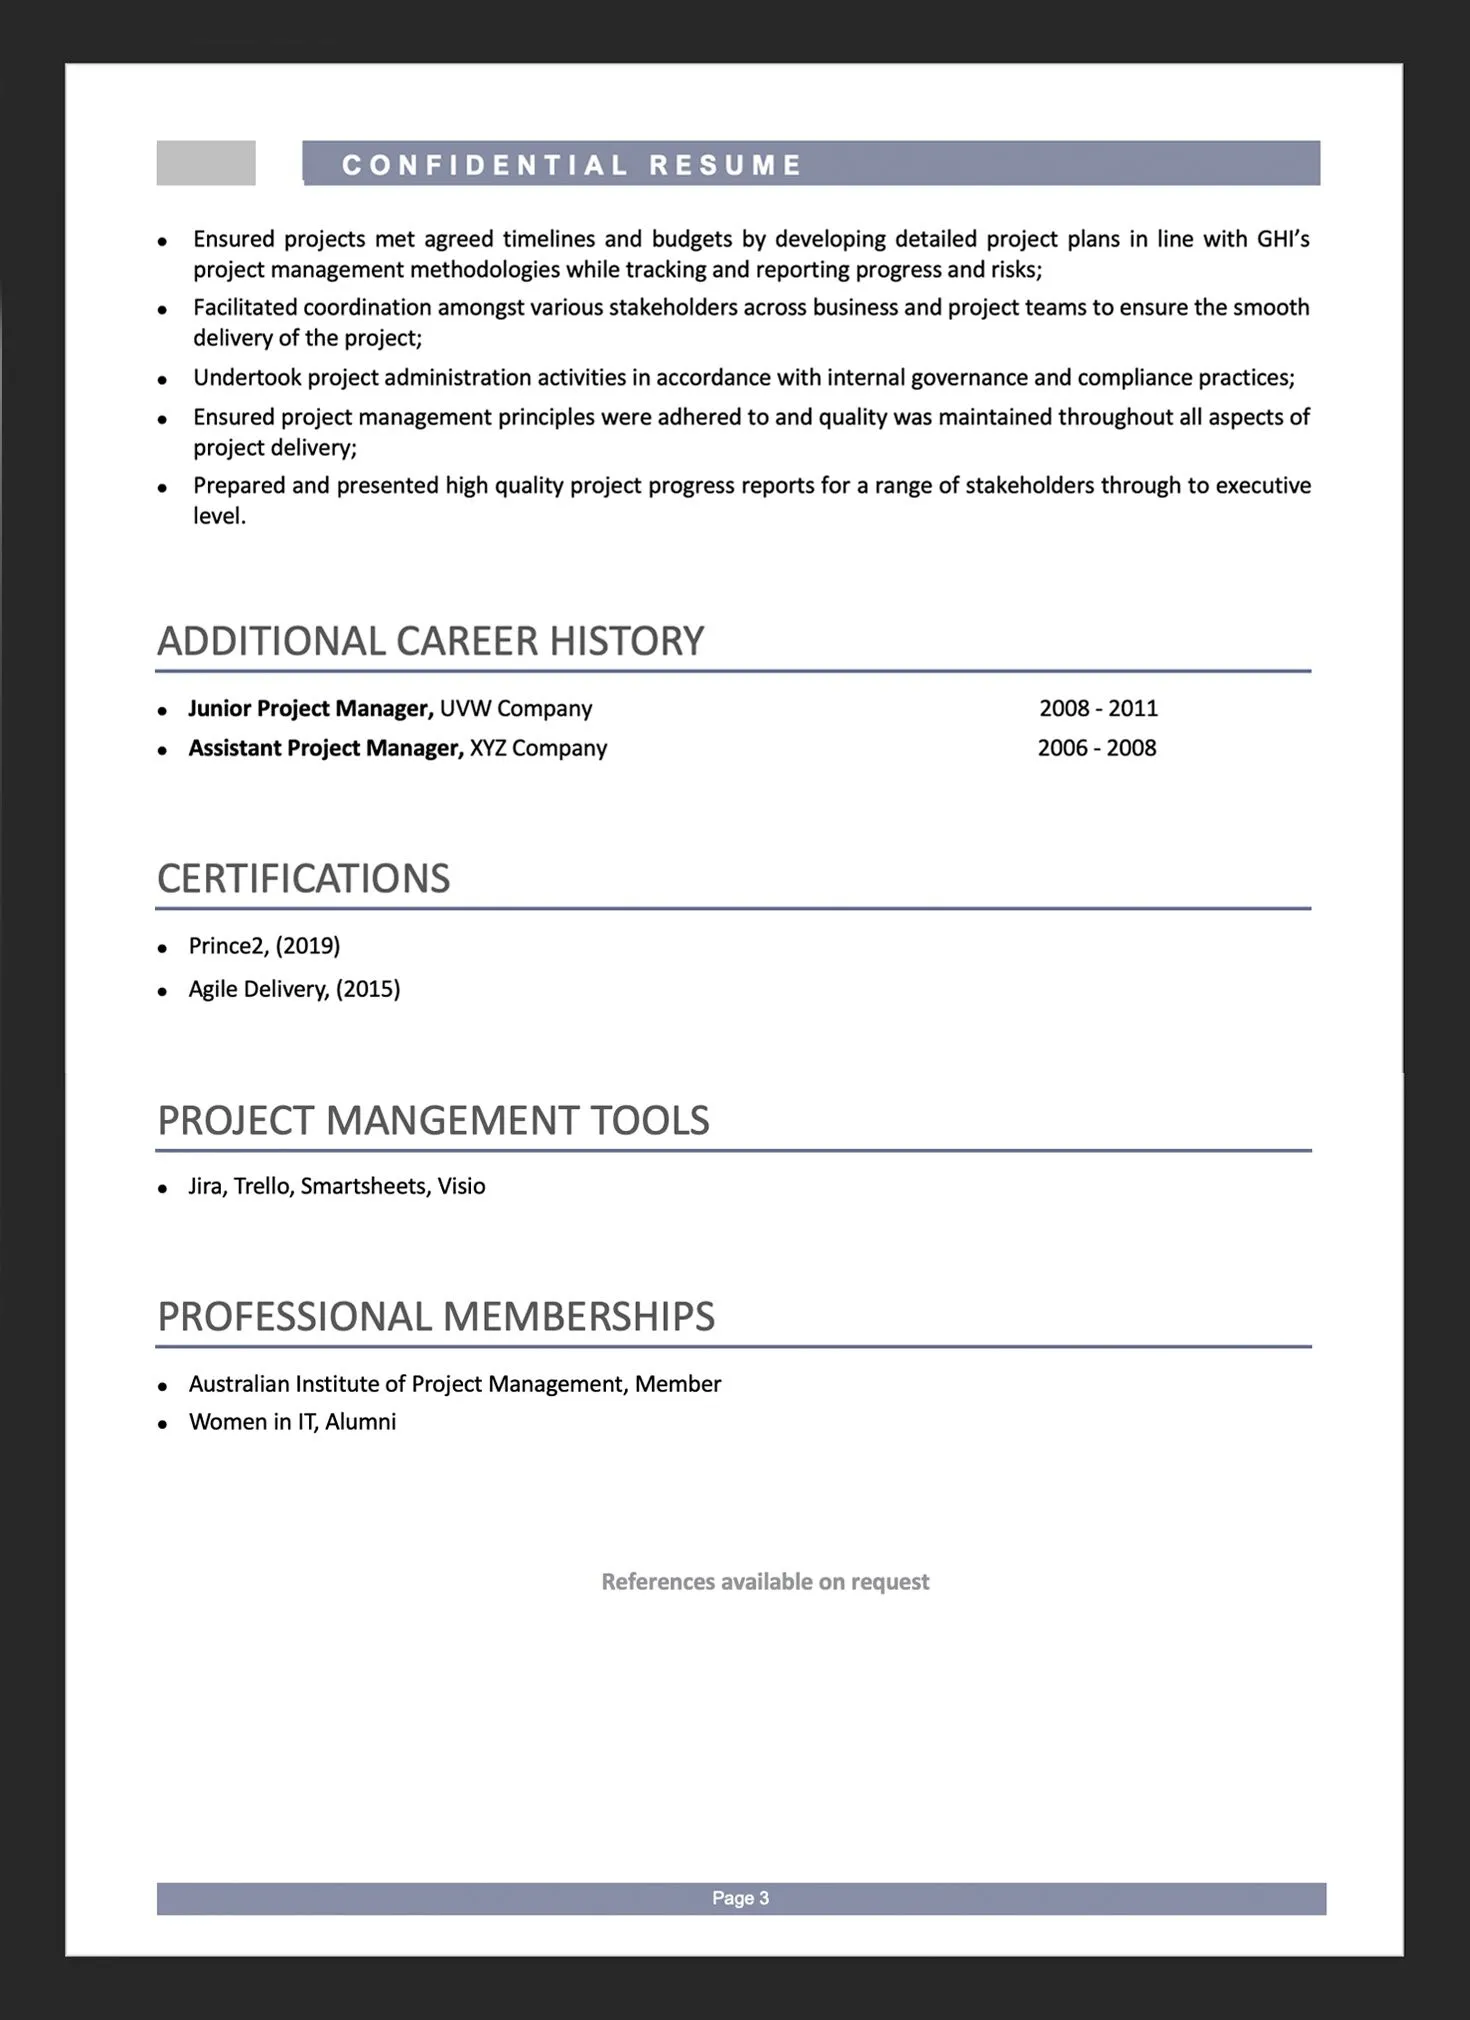 CONFIDENTIAL RESUME
• Ensured projects met agreed timelines and budgets by developing detailed project plans in line with GHI’s
project management methodologies while tracking and reporting progress and risks;
• Facilitated coordination amongst various stakeholders across business and project teams to ensure the smooth
delivery of the project;
• Undertook project administration activities in accordance with internal governance and compliance practices;
• Ensured project management principles were adhered to and quality was maintained throughout all aspects of
project delivery;
• Prepared and presented high quality project progress reports for a range of stakeholders through to executive
level.
ADDITIONAL CAREER HISTORY
• Junior Project Manager, UVW Company 2008 - 2011
• Assistant Project Manager, XYZ Company 2006 - 2008
CERTIFICATIONS
• Prince2, (2019)
• Agile Delivery, (2015)
PROJECT MANGEMENT TOOLS
• Jira, Trello, Smartsheets, Visio
PROFESSIONAL MEMBERSHIPS
• Australian Institute of Project Management, Member
• Women in IT, Alumni
References available on request
Page 3